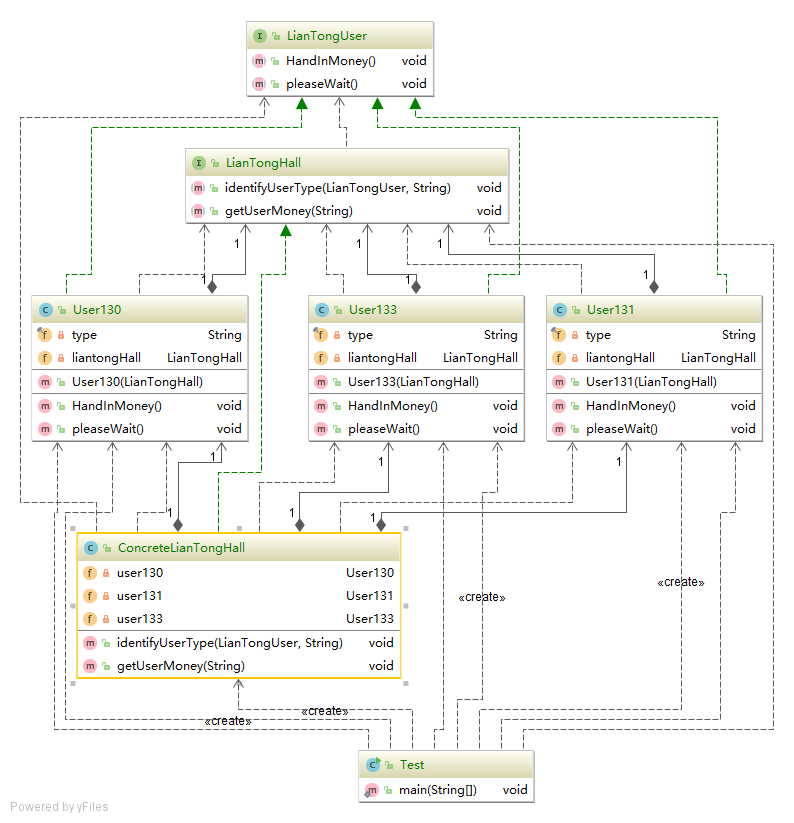 LianTongUser
HandInMoney() void
pleaseWait() void
LianTongHall
identifyUserType(LianTongUser, String) void
getUserMoney(String) void
1 1 1
1 1 1
User130
type String
liantongHall LianTongHall
User130(LianTongHall)
HandInMoney() void
pleaseWait() void
User133
type String
liantongHall LianTongHall
User133(LianTongHall)
HandInMoney() void
pleaseWait() void
User131
type String
liantongHall LianTongHall
User131(LianTongHall)
HandInMoney() void
pleaseWait() void
1 1 1
1 1 1
ConcreteLianTongHall
user130 User130
user131 User131
user133 User133
identifyUserType(LianTongUser, String) void
getUserMoney(String) void
«create»
«create»
«create»
«create»
Test
main(String[]) void
Powered by yFiles